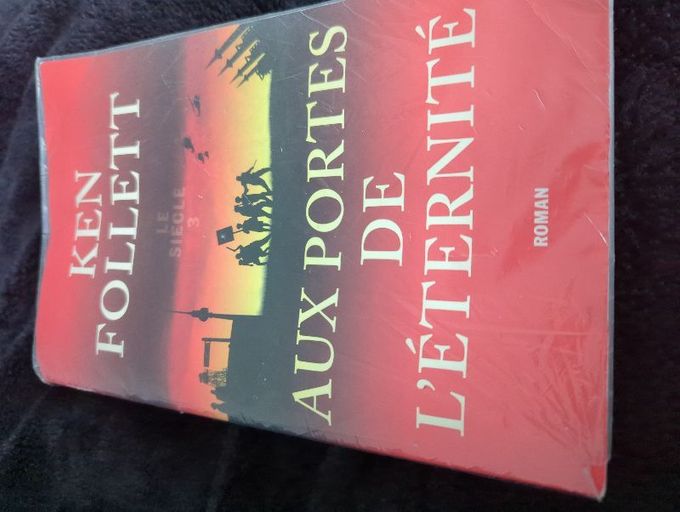 KEN
FOLLETT
LE
SIÈCLE
3
AUX PORTES
DE
L'ÉTERNITÉ
ROMAN